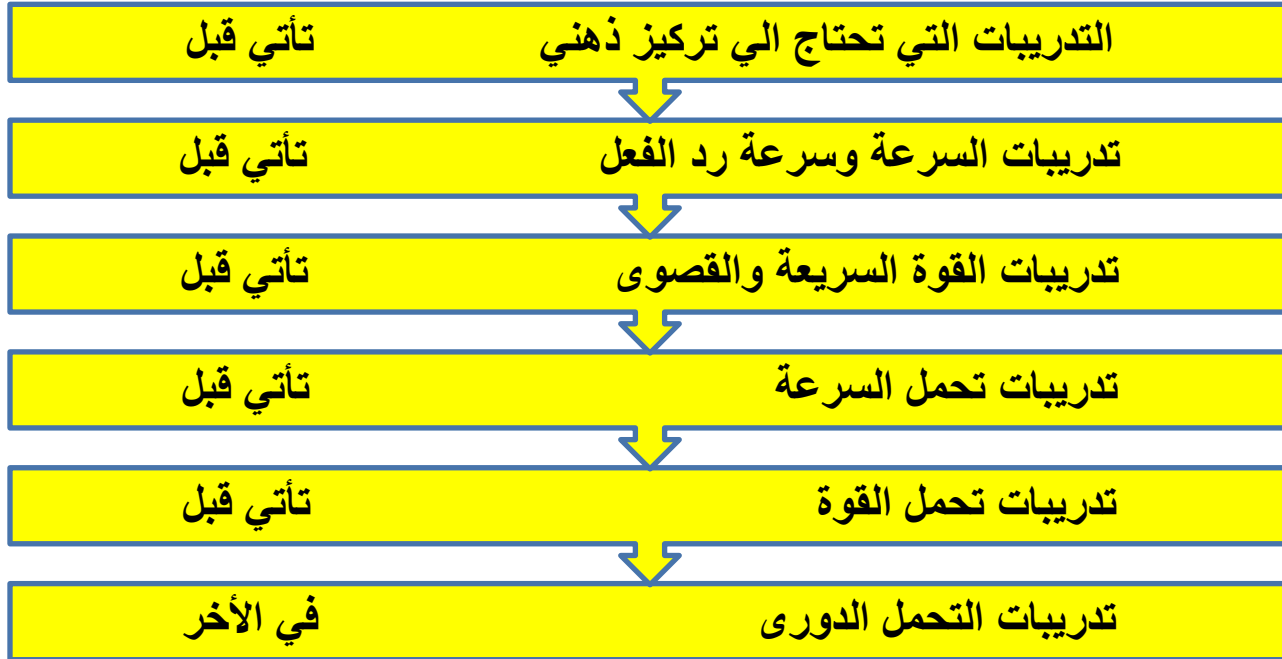 التدريبات التي تحتاج الي تركيز ذهني تأتي قبل
تدريبات السرعة وسرعة رد الفعل تأتي قبل
تدريبات القوة السريعة والقصوى تأتي قبل
تدريبات تحمل السرعة تأتي قبل
تدريبات تحمل القوة تأتي قبل
تدريبات التحمل الدورى في الأخر